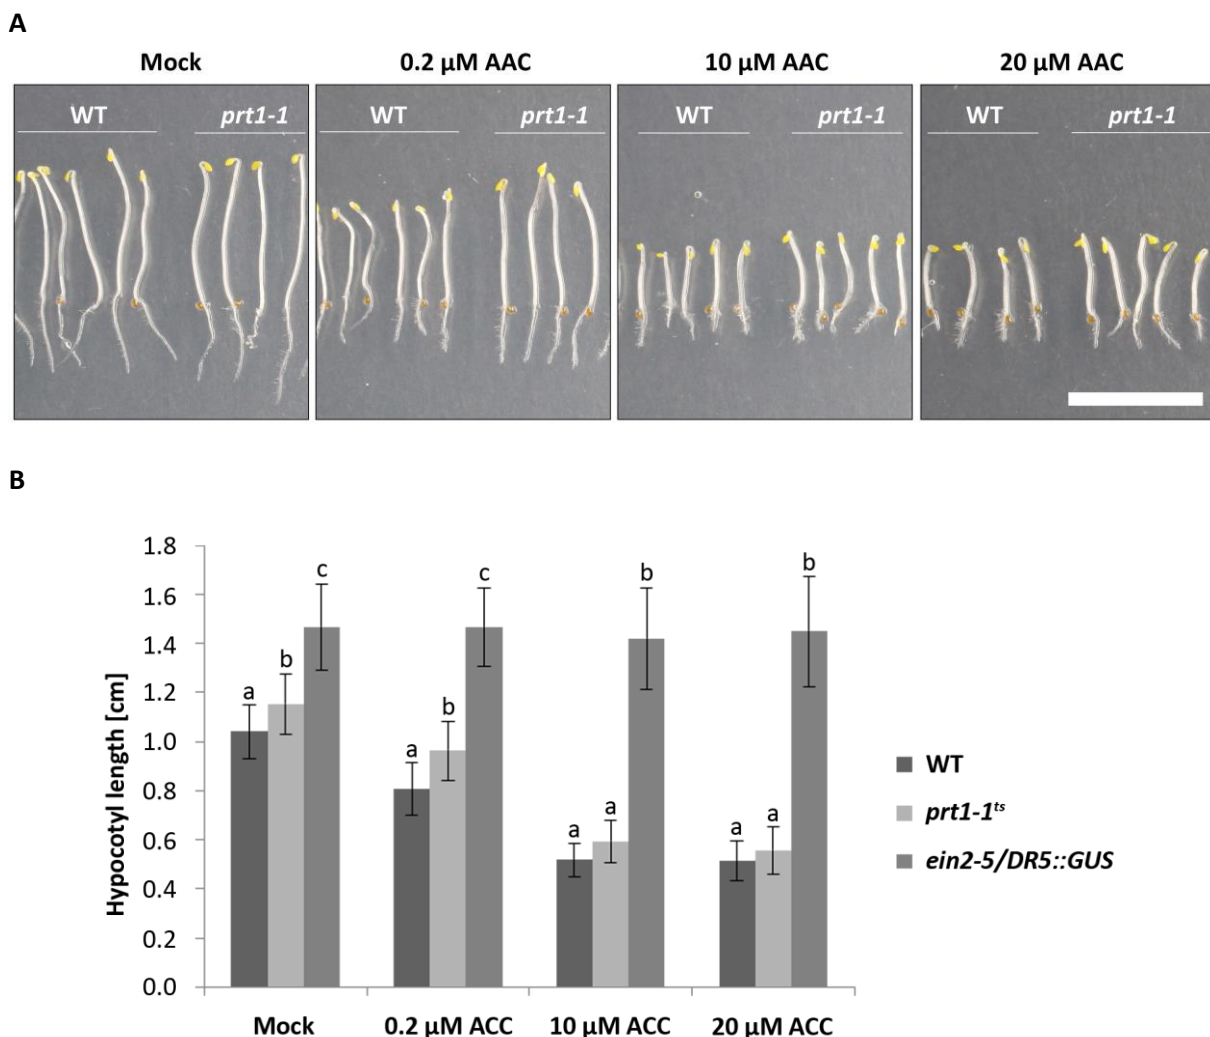 A
Mock 0.2 µM AAC 10 µM AAC 20 µM AAC
WT prt1-1 WT prt1-1 WT prt1-1 WT prt1-1
B
Hypocotyl length [cm]
1.8
1.6
1.4
1.2
1.0
0.8
0.6
0.4
0.2
0.0
a b c a b c a a b a a b
Mock 0.2 µM ACC 10 µM ACC 20 µM ACC
WT
prt1-1ts
ein2-5/DR5::GUS